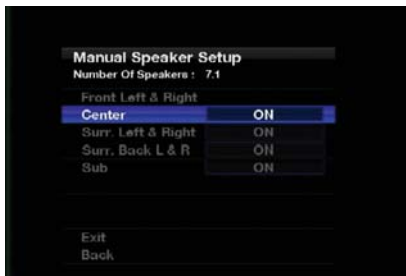 Manual Speaker Setup
Number Of Speakers : 7.1
Front Left & Right
Center ON
Surr. Left & Right ON
Surr. Back L & R ON
Sub ON
Exit
Back